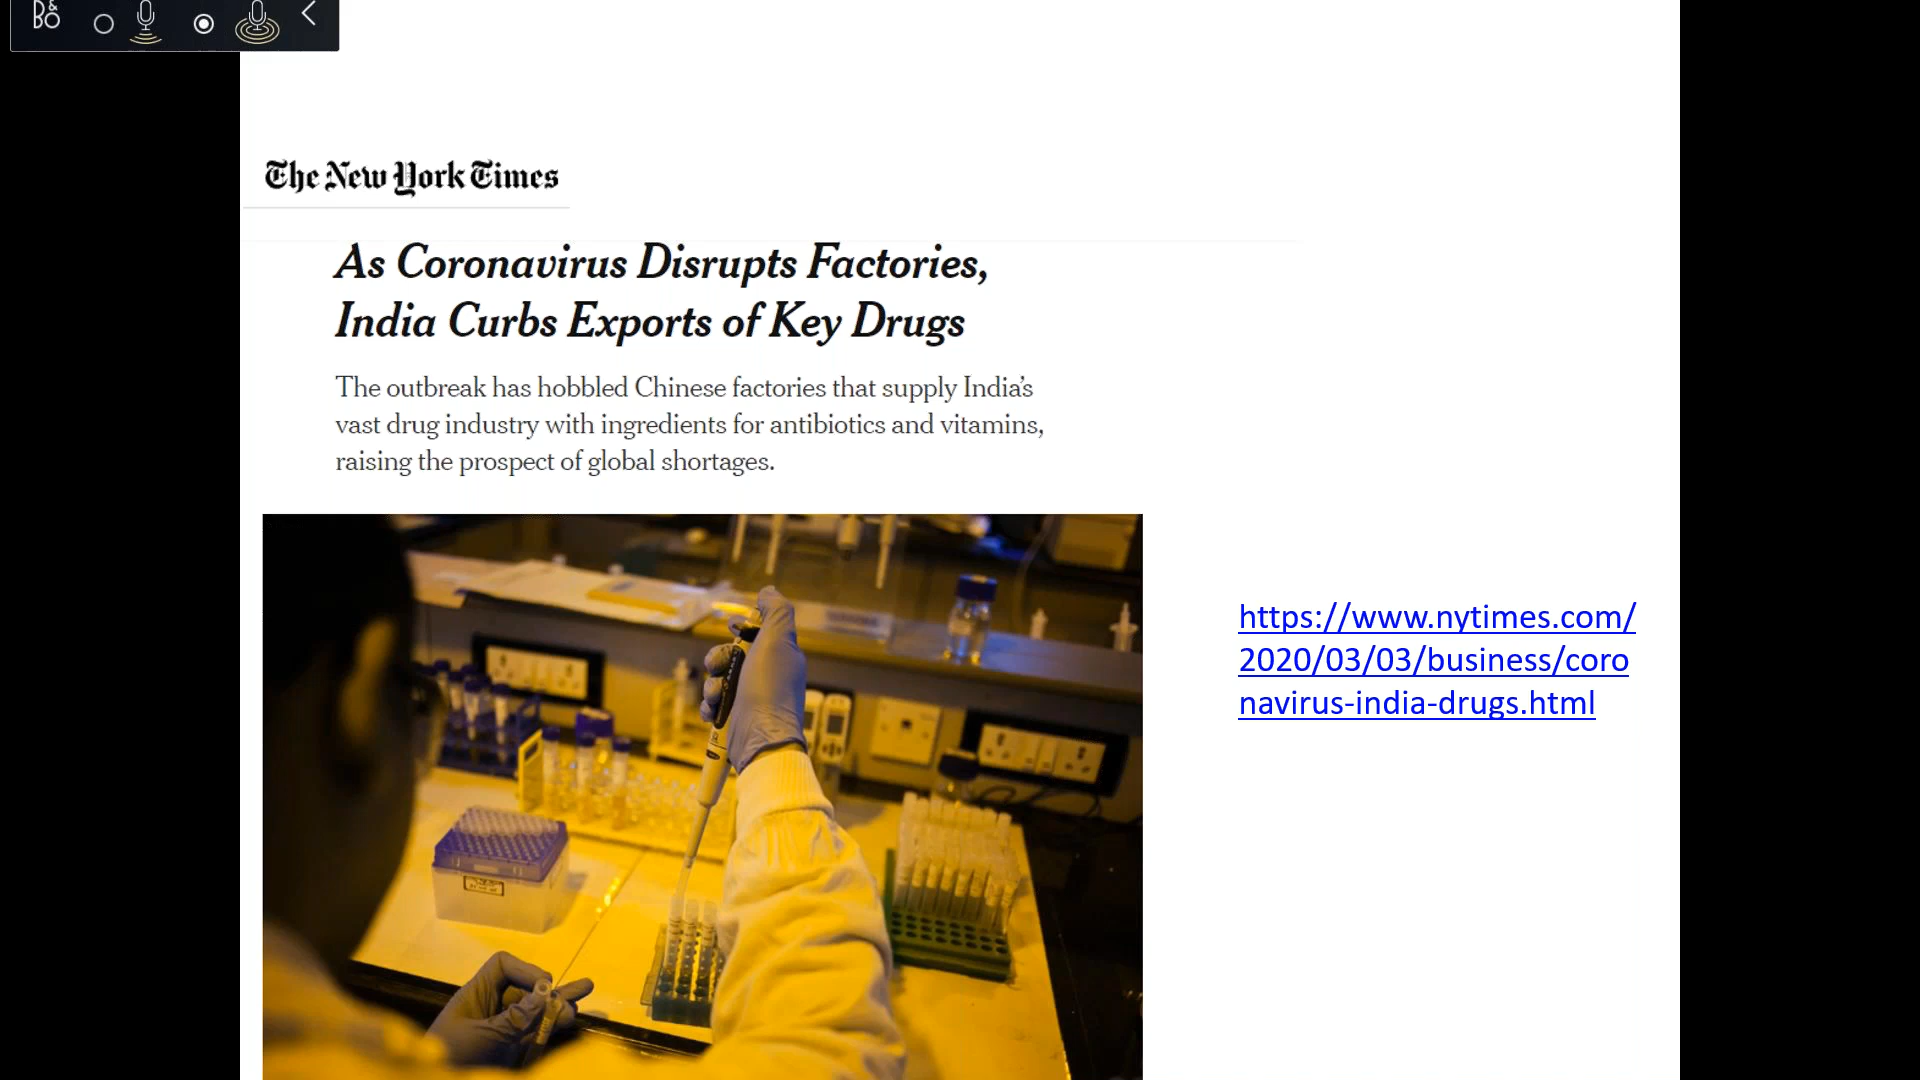 B&O
The New York Times
As Coronavirus Disrupts Factories,
India Curbs Exports of Key Drugs
The outbreak has hobbled Chinese factories that supply India's
vast drug industry with ingredients for antibiotics and vitamins,
raising the prospect of global shortages.
https://www.nytimes.com/
2020/03/03/business/coro
navirus-india-drugs.html